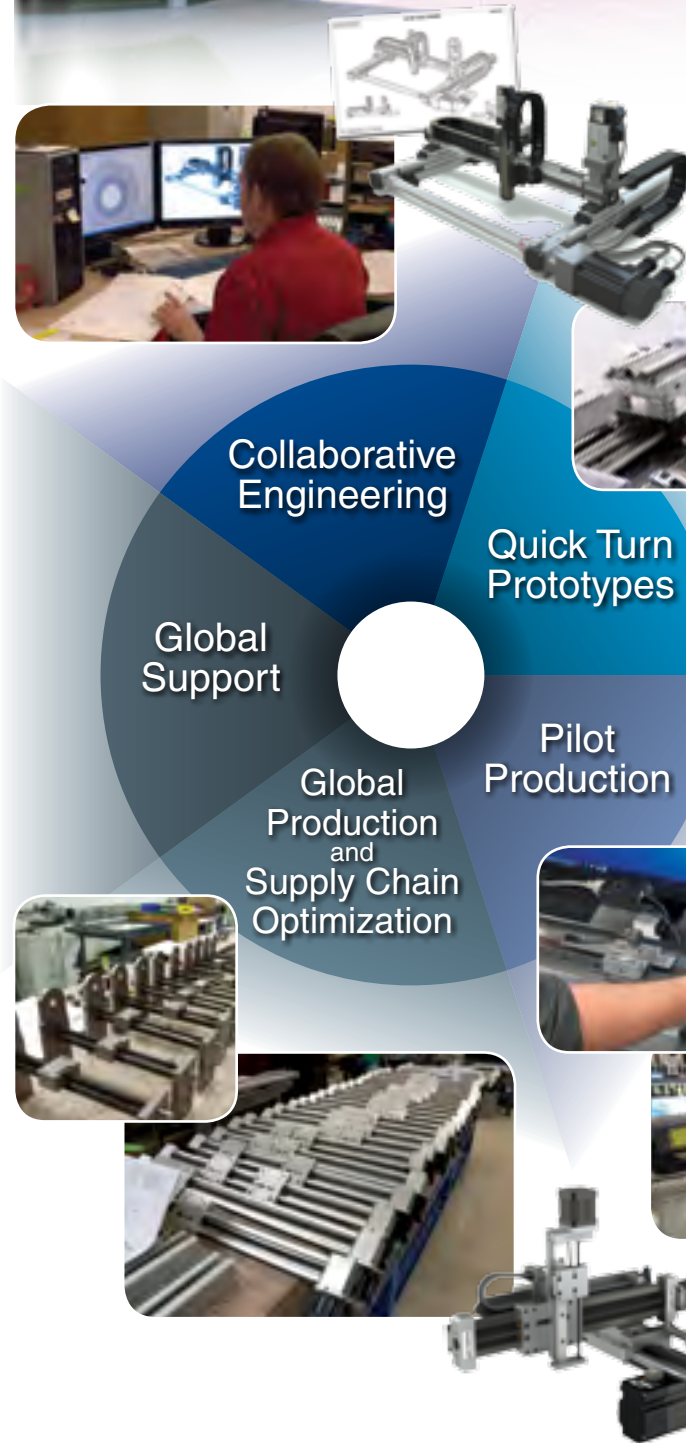 Collaborative
Engineering
Quick Turn
Prototypes
Global
Support
Pilot
Production
Global
Production
and
Supply Chain
Optimization